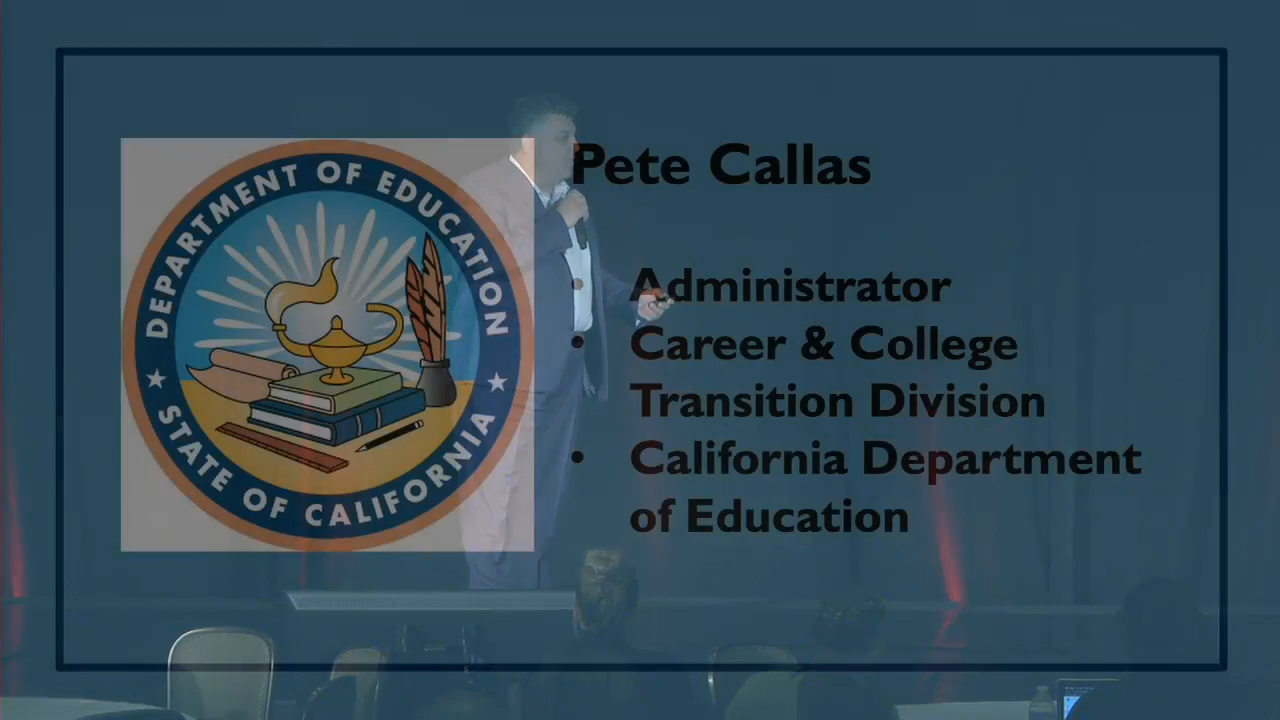 DEPARTMENT OF EDUCATION
STATE OF CALIFORNIA
Pete Callas
• Administrator
• Career & College
Transition Division
• California Department
of Education